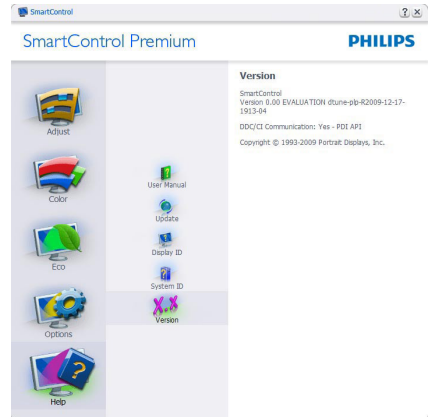 SmartControl
SmartControl Premium
PHILIPS
Adjust
Color
Eco
Options
Help
User Manual
Update
Display ID
System ID
X.X
Version
Version
SmartControl
Version 0.00 EVALUATION dtune-plp-R2009-12-17-
1913-04
DDC/CI Communication: Yes - PDI API
Copyright © 1993-2009 Portrait Displays, Inc.